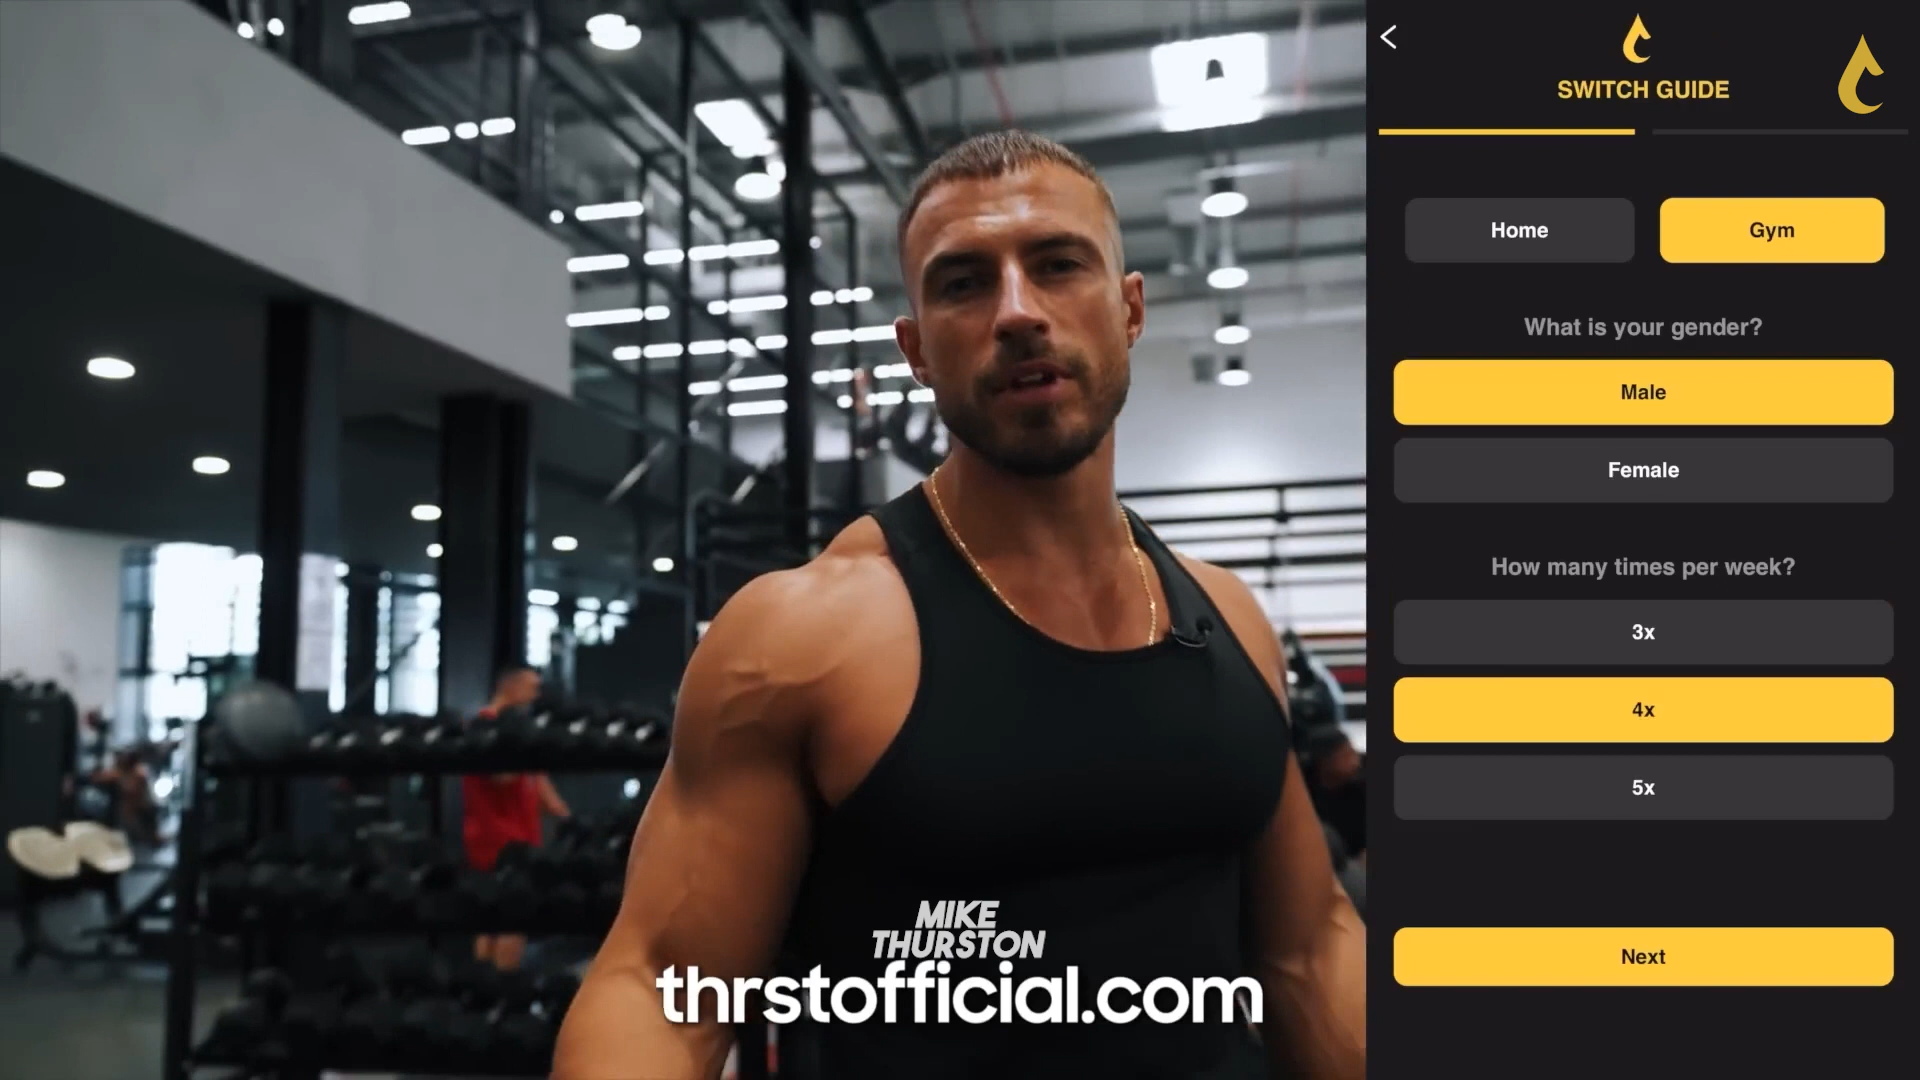 MIKE
THURSTON
thrstofficial.com
SWITCH GUIDE
Home
Gym
What is your gender?
Male
Female
How many times per week?
3x
4x
5x
Next